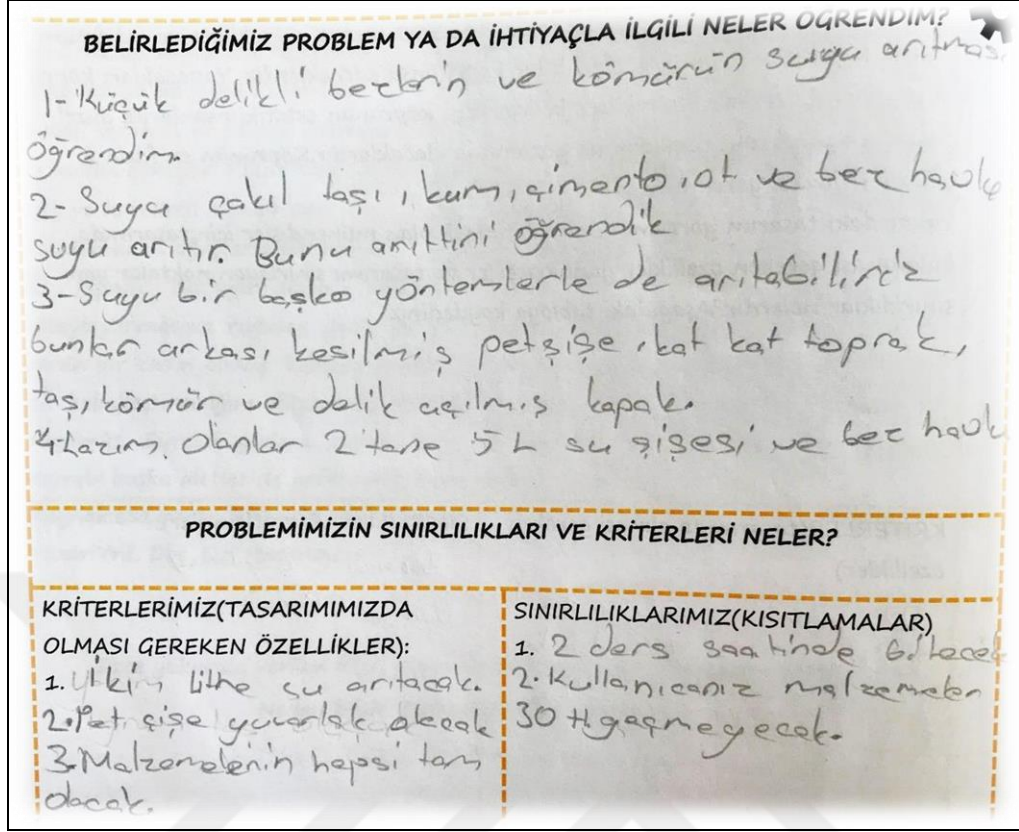 BELİRLEDİĞİMİZ PROBLEM YA DA İHTİYAÇLA İLGİLİ NELER ÖĞRENDİM?
1- Küçük delikli bezlerin ve kömürün suyu arıtması
öğrendim.
2- Suyu çakıl taşı, kum, çimento, ot ve bez havlu
suyu arıtır. Bunu arıttını öğrendik
3- Suyu bir başka yöntemlerle de arıtabiliriz
bunlar arkası kesilmiş petşişe, kat kat toprak,
taş, kömür ve delik açılmış kapak.
4- Lazım olanlar 2 tane 5 L su şişesi ve bez havlu
PROBLEMİMİZİN SINIRLILIKLARI VE KRİTERLERİ NELER?
KRİTERLERİMİZ(TASARIMIMIZDA
OLMASI GEREKEN ÖZELLİKLER):
1. litre su arıtacak.
2. Pet şişe yuvarlak olacak
3. Malzemelerin hepsi tam
olacak.
SINIRLILIKLARIMIZ(KISITLAMALAR)
1. 2 ders saatinde bitecek
2. Kullanıcanız malzemeler
30 tl geçmeyecek.